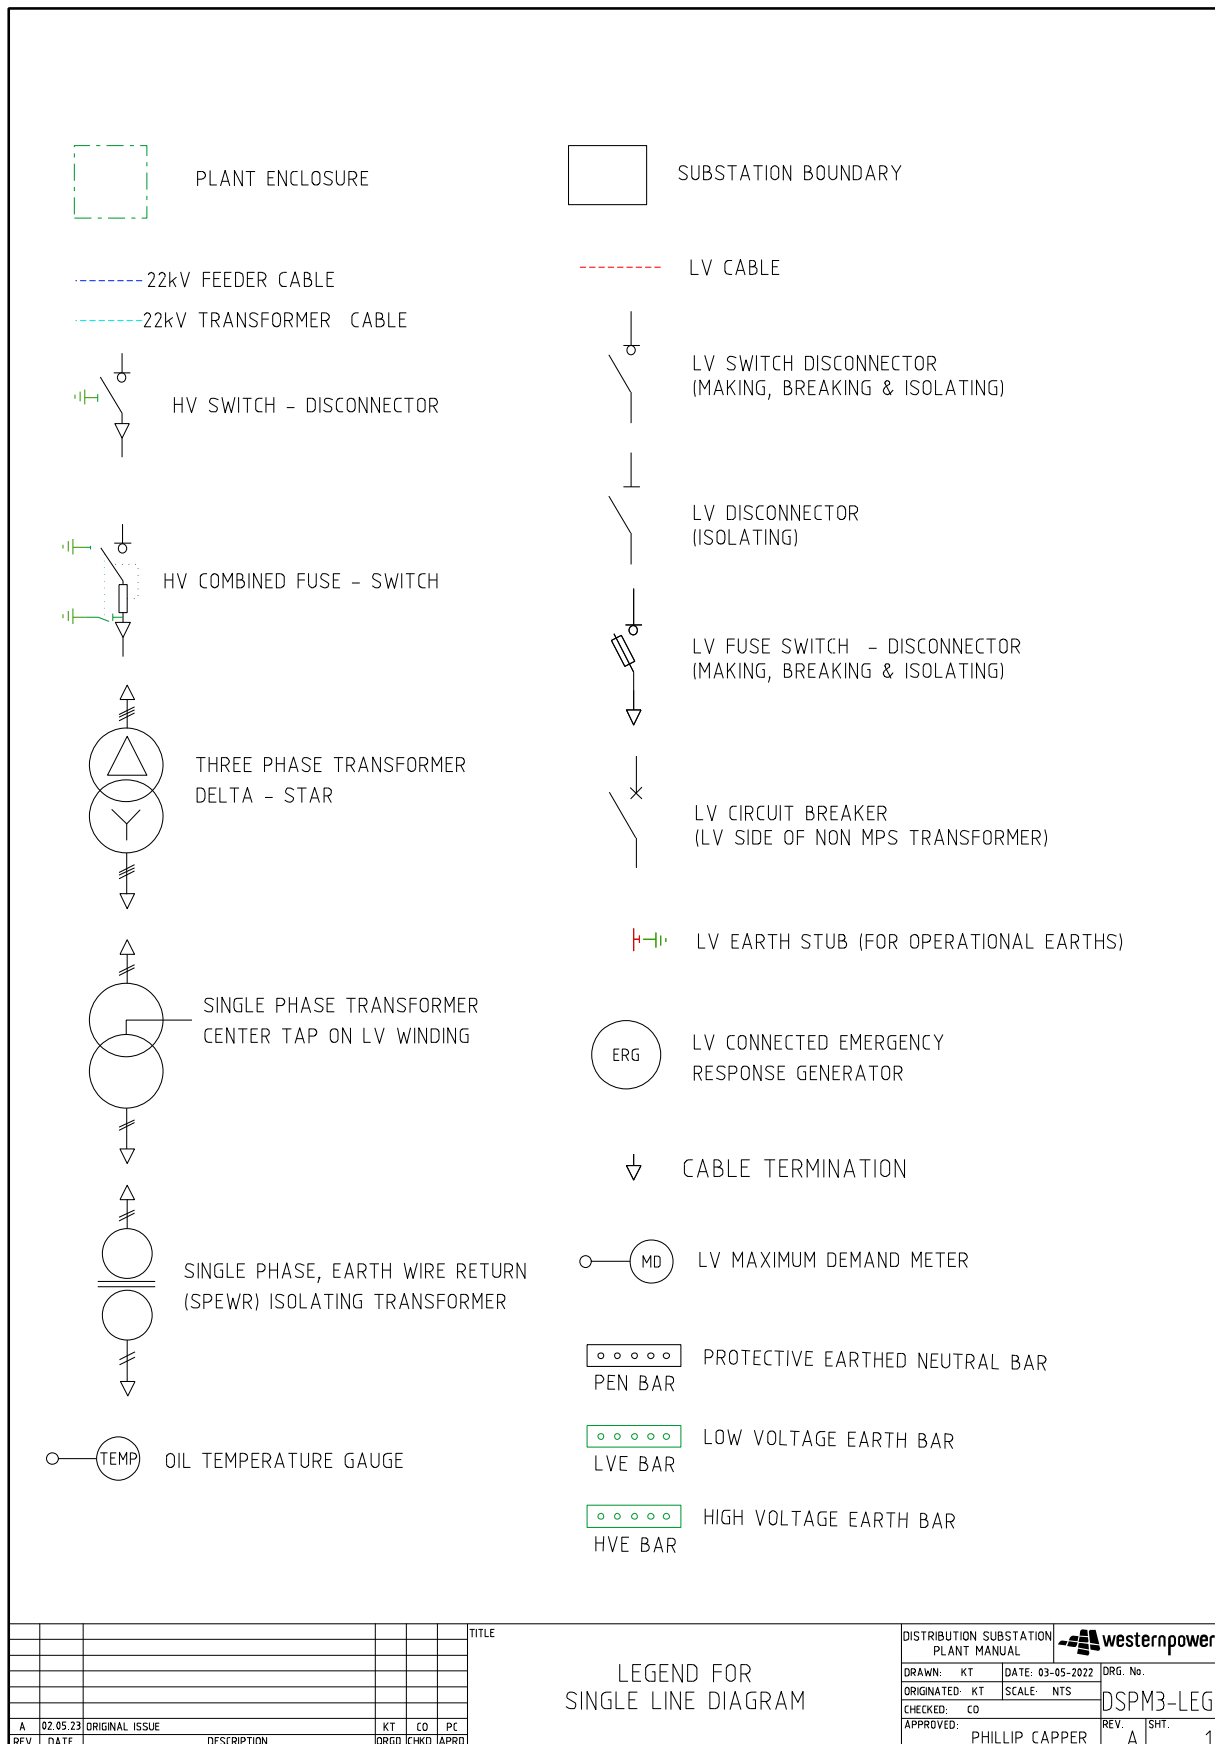 PLANT ENCLOSURE
22kV FEEDER CABLE
22kV TRANSFORMER CABLE
HV SWITCH - DISCONNECTOR
HV COMBINED FUSE - SWITCH
THREE PHASE TRANSFORMER
DELTA - STAR
SINGLE PHASE TRANSFORMER
CENTER TAP ON LV WINDING
SINGLE PHASE, EARTH WIRE RETURN
(SPEWR) ISOLATING TRANSFORMER
TEMP
OIL TEMPERATURE GAUGE
SUBSTATION BOUNDARY
LV CABLE
LV SWITCH DISCONNECTOR
(MAKING, BREAKING & ISOLATING)
LV DISCONNECTOR
(ISOLATING)
LV FUSE SWITCH - DISCONNECTOR
(MAKING, BREAKING & ISOLATING)
LV CIRCUIT BREAKER
(LV SIDE OF NON MPS TRANSFORMER)
LV EARTH STUB (FOR OPERATIONAL EARTHS)
ERG
LV CONNECTED EMERGENCY
RESPONSE GENERATOR
CABLE TERMINATION
MD
LV MAXIMUM DEMAND METER
PROTECTIVE EARTHED NEUTRAL BAR
PEN BAR
LOW VOLTAGE EARTH BAR
LVE BAR
HIGH VOLTAGE EARTH BAR
HVE BAR
A 02.05.23 ORIGINAL ISSUE KT CO PC
REV DATE DESCRIPTION ORGD CHKD APRD
TITLE
LEGEND FOR
SINGLE LINE DIAGRAM
DISTRIBUTION SUBSTATION
PLANT MANUAL
westernpower
DRAWN: KT DATE: 03-05-2022
ORIGINATED: KT SCALE: NTS
CHECKED: CO
APPROVED:
PHILLIP CAPPER
DRG. No.
DSPM3-LEG
REV. SHT.
A 1